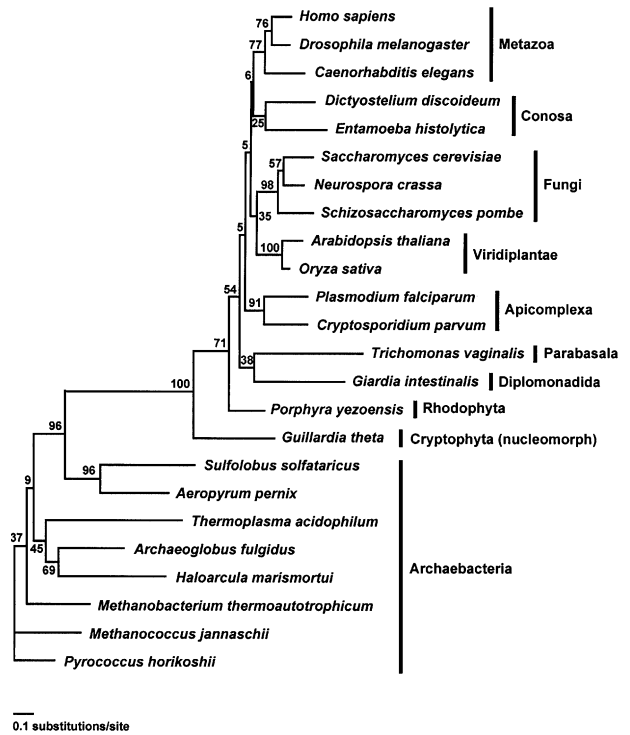 76 Homo sapiens
77 Drosophila melanogaster Metazoa
Caenorhabditis elegans
6
Dictyostelium discoideum
25 Conosa
Entamoeba histolytica
5
57 Saccharomyces cerevisiae
98 Neurospora crassa Fungi
35 Schizosaccharomyces pombe
5
100 Arabidopsis thaliana
Viridiplantae
Oryza sativa
54
91 Plasmodium falciparum
Apicomplexa
Cryptosporidium parvum
71
38 Trichomonas vaginalis Parabasala
Giardia intestinalis Diplomonadida
100
Porphyra yezoensis Rhodophyta
Guillardia theta Cryptophyta (nucleomorph)
96
96 Sulfolobus solfataricus
Aeropyrum pernix
9
Thermoplasma acidophilum
37
45 Archaeoglobus fulgidus
69 Archaebacteria
Haloarcula marismortui
Methanobacterium thermoautotrophicum
Methanococcus jannaschii
Pyrococcus horikoshii
0.1 substitutions/site